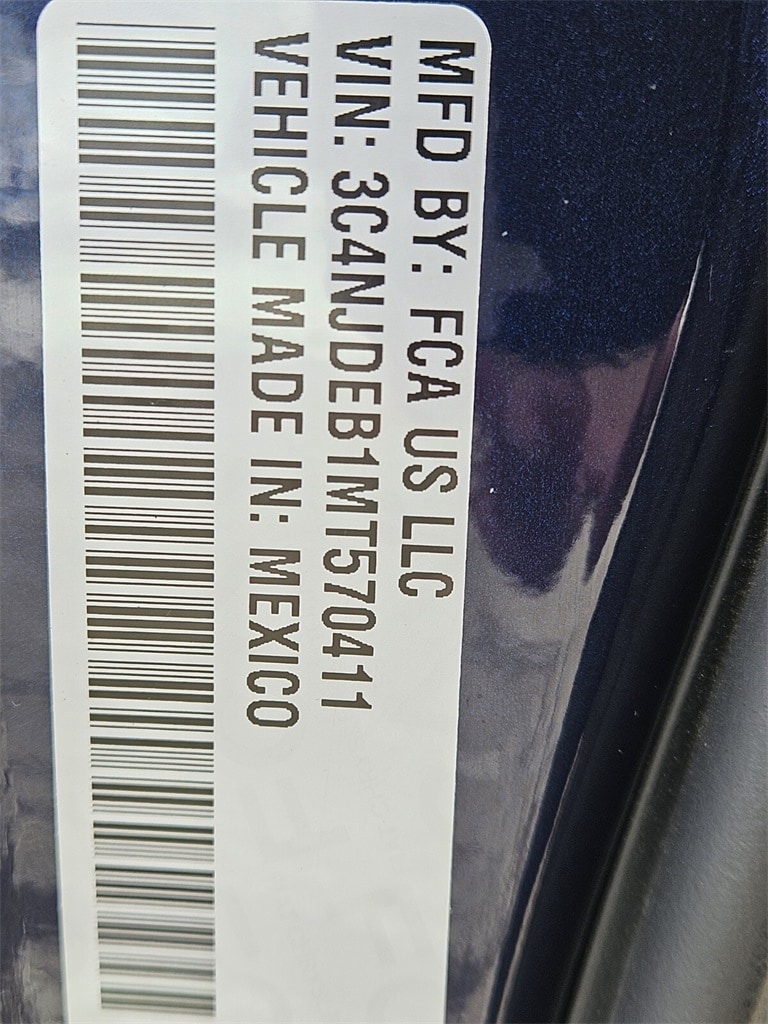 MFD BY: FCA US LLC
VIN: 3C4NJDEB1MT570411
VEHICLE MADE IN: MEXICO